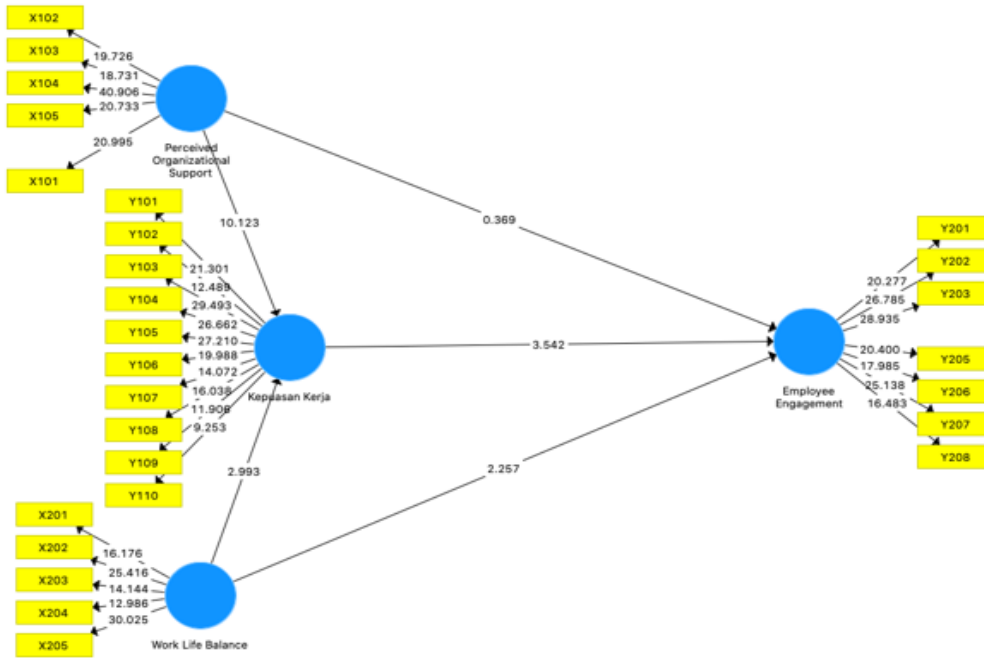 X102
X103
X104
X105
X101
19.726
18.731
40.906
20.733
20.995
Perceived
Organizational
Support
10.123
0.369
Y101
Y102
Y103
Y104
Y105
Y106
Y107
Y108
Y109
Y110
21.301
12.489
29.493
26.662
27.210
19.988
14.072
16.038
11.906
9.253
Kepuasan Kerja
3.542
2.993
2.257
X201
X202
X203
X204
X205
16.176
25.416
14.144
12.986
30.025
Work Life Balance
Employee
Engagement
20.277
26.785
28.935
20.400
17.985
25.138
16.483
Y201
Y202
Y203
Y205
Y206
Y207
Y208